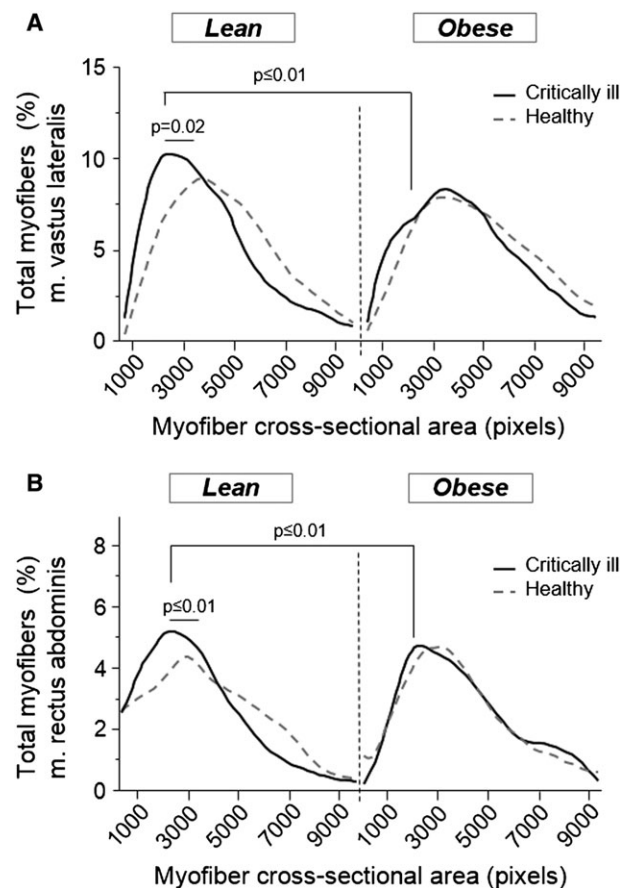 A
Lean Obese
15
10
5
0
Total myofibers (%)
m. vastus lateralis
p≤0.01
p=0.02
Critically ill
Healthy
1000 3000 5000 7000 9000 1000 3000 5000 7000 9000
Myofiber cross-sectional area (pixels)
B
Lean Obese
8
6
4
2
0
Total myofibers (%)
m. rectus abdominis
p≤0.01
p≤0.01
Critically ill
Healthy
1000 3000 5000 7000 9000 1000 3000 5000 7000 9000
Myofiber cross-sectional area (pixels)